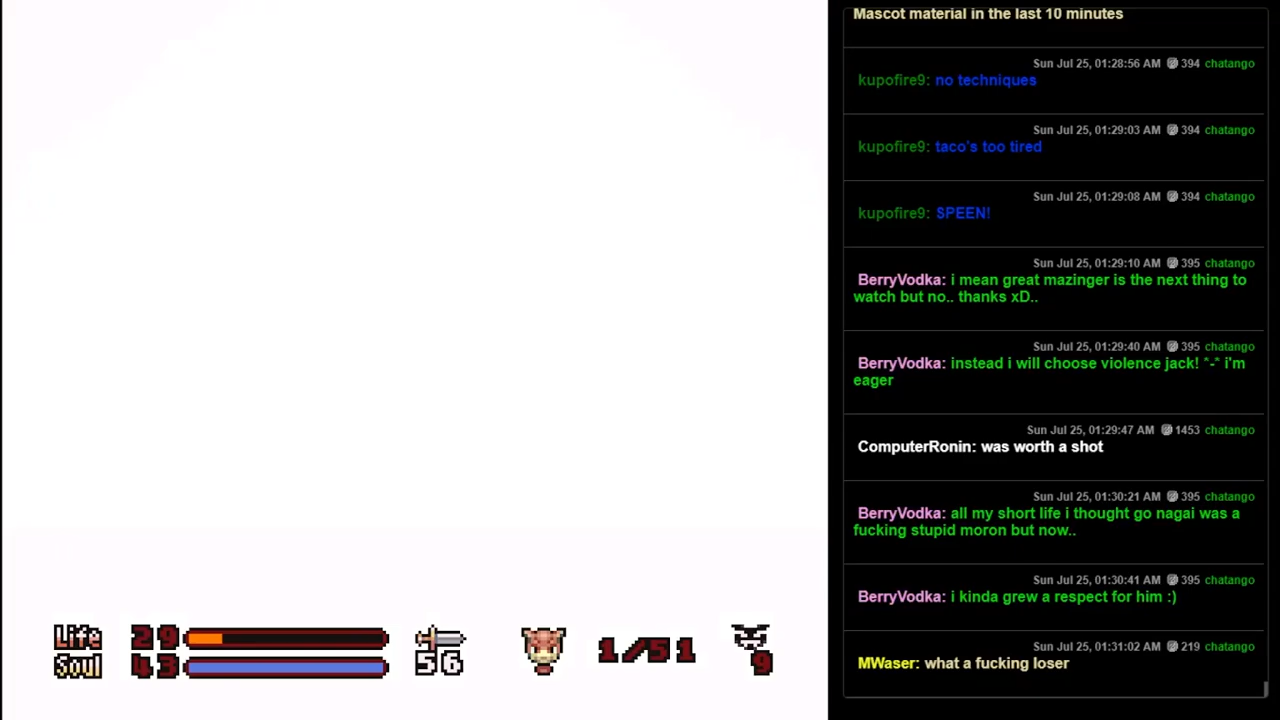 Mascot material in the last 10 minutes
Sun Jul 25, 01:28:56 AM 394 chatango
kupofire9: no techniques
Sun Jul 25, 01:29:03 AM 394 chatango
kupofire9: taco's too tired
Sun Jul 25, 01:29:08 AM 394 chatango
kupofire9: SPEEN!
Sun Jul 25, 01:29:10 AM 395 chatango
BerryVodka: i mean great mazinger is the next thing to
watch but no.. thanks xD..
Sun Jul 25, 01:29:40 AM 395 chatango
BerryVodka: instead i will choose violence jack! *-* i'm
eager
Sun Jul 25, 01:29:47 AM 1453 chatango
ComputerRonin: was worth a shot
Sun Jul 25, 01:30:21 AM 395 chatango
BerryVodka: all my short life i thought go nagai was a
fucking stupid moron but now..
Sun Jul 25, 01:30:41 AM 395 chatango
BerryVodka: i kinda grew a respect for him :)
Sun Jul 25, 01:31:02 AM 219 chatango
MWaser: what a fucking loser
Life 29
Soul 43
56
1/51
9